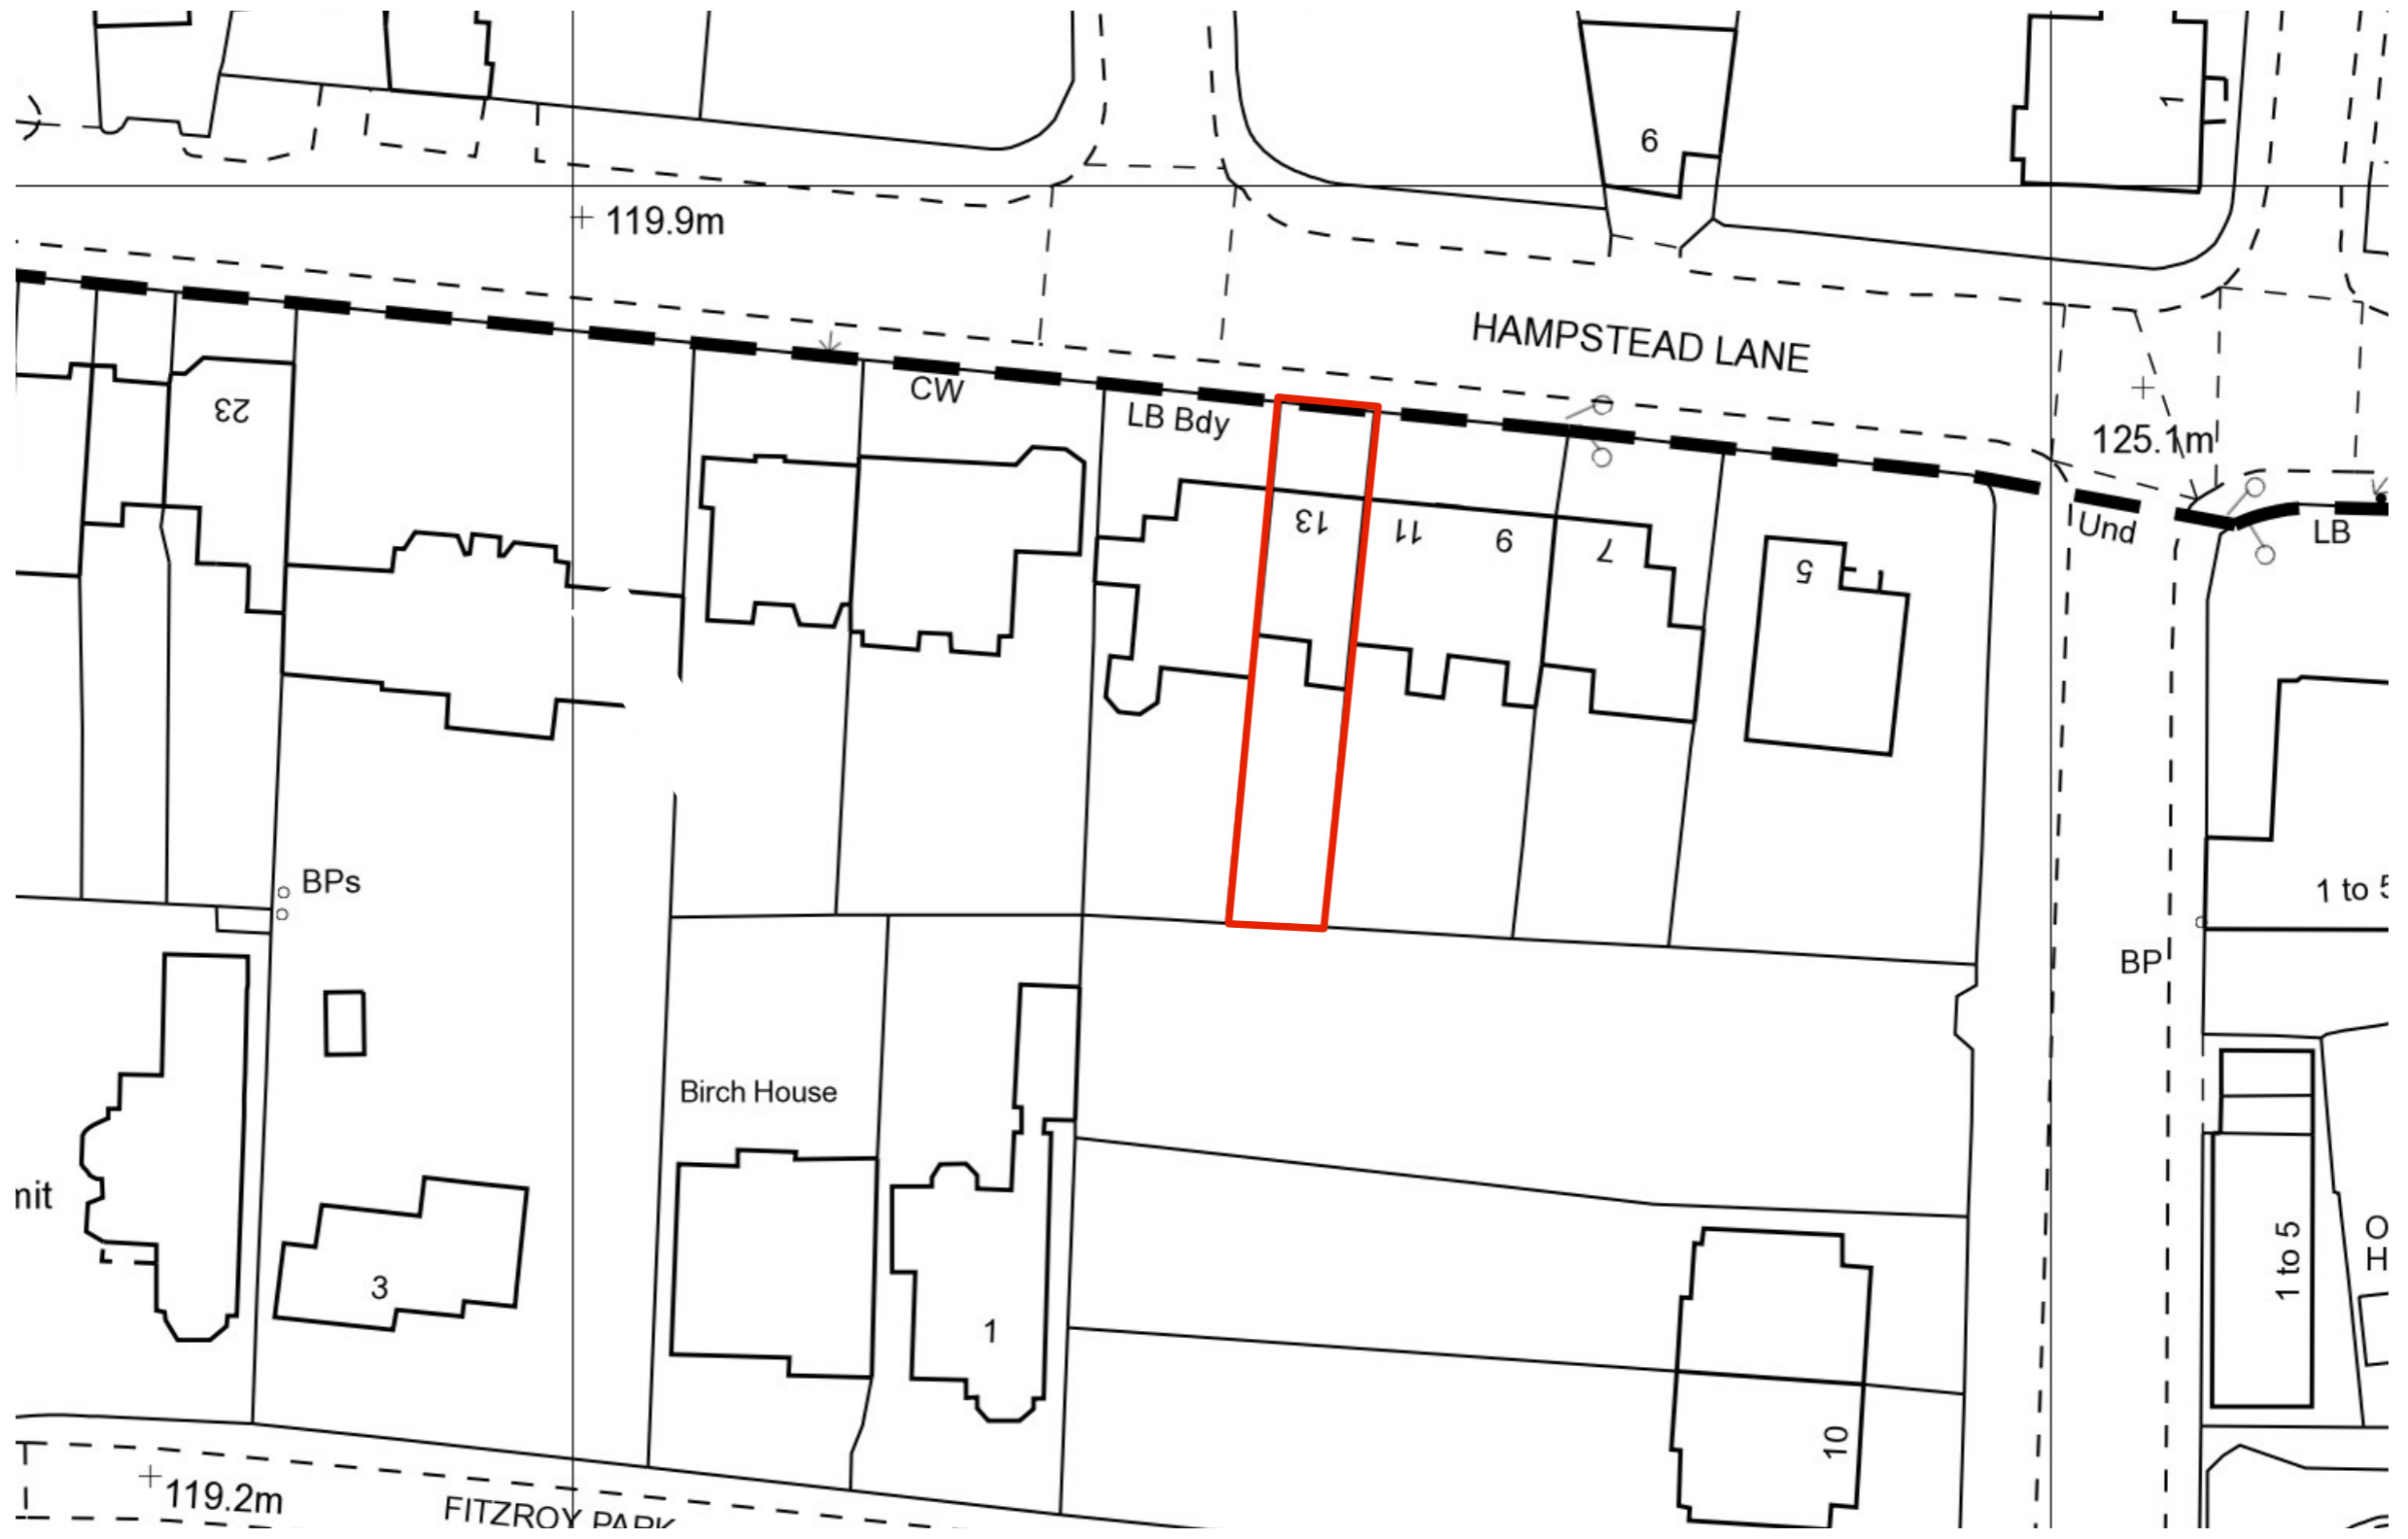 6
1
119.9m
HAMPSTEAD LANE
23
CW
LB Bdy
125.1m
13
11
9
7
5
Und
LB
BPs
1 to 5
BP
Birch House
nit
3
1
1 to 5
O
H
10
119.2m
FITZROY PARK